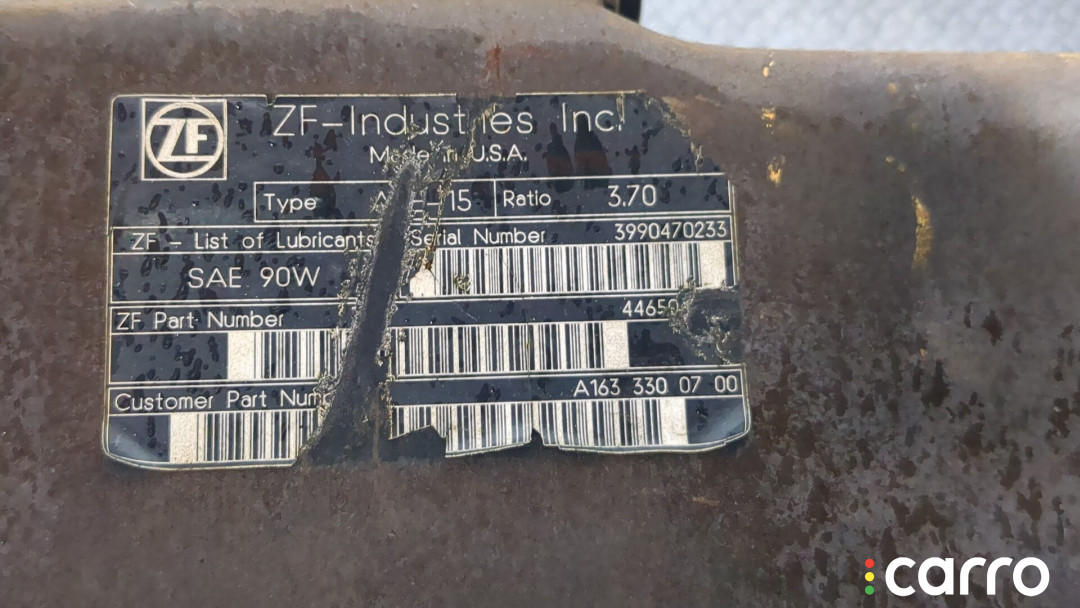 ZF
ZF-Industries Inc.
Made in U.S.A.
Type -15 Ratio 3.70
ZF - List of Lubricants Serial Number 3990470233
SAE 90W
ZF Part Number
Customer Part A163 330 07 00
carro